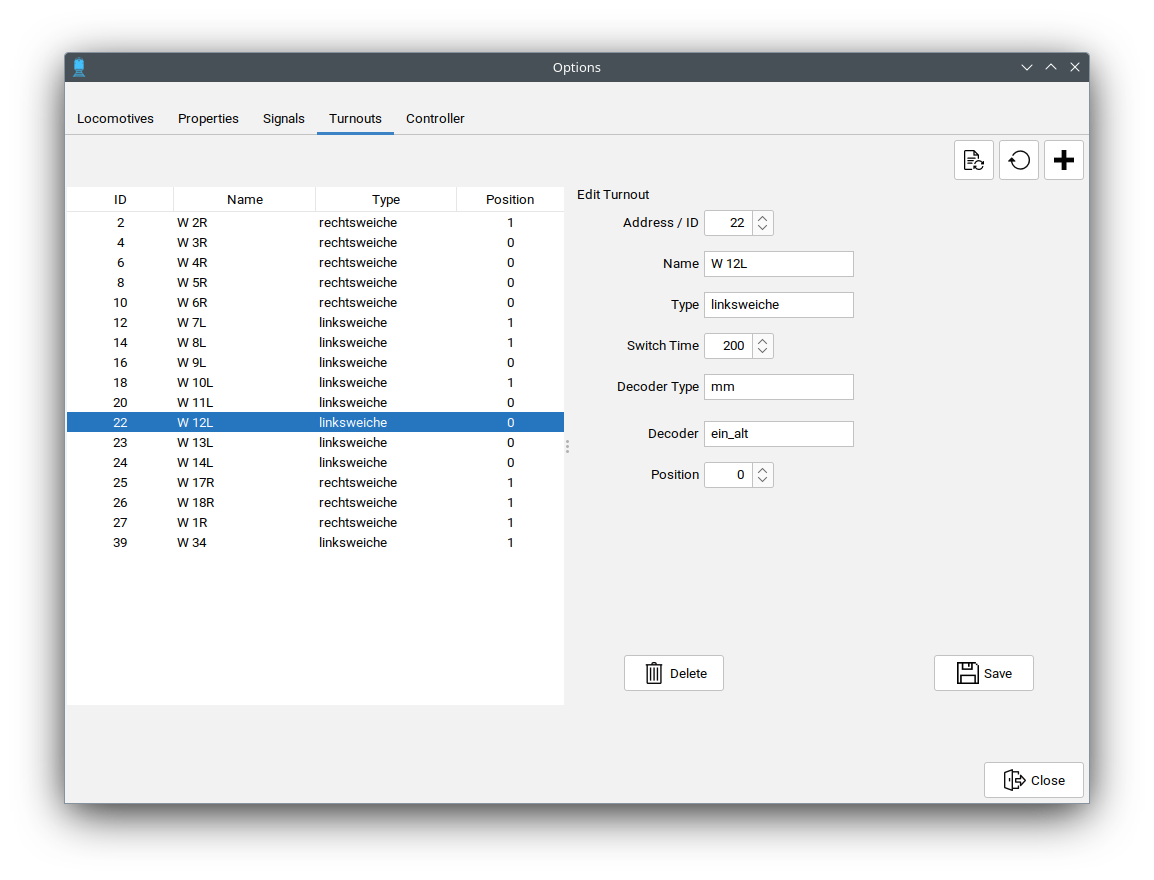 Options
Locomotives Properties Signals Turnouts Controller
ID Name Type Position
2 W 2R rechtsweiche 1
4 W 3R rechtsweiche 0
6 W 4R rechtsweiche 0
8 W 5R rechtsweiche 0
10 W 6R rechtsweiche 0
12 W 7L linksweiche 1
14 W 8L linksweiche 1
16 W 9L linksweiche 0
18 W 10L linksweiche 1
20 W 11L linksweiche 0
22 W 12L linksweiche 0
23 W 13L linksweiche 0
24 W 14L linksweiche 0
25 W 17R rechtsweiche 1
26 W 18R rechtsweiche 1
27 W 1R rechtsweiche 1
39 W 34 linksweiche 1
Edit Turnout
Address / ID 22
Name W 12L
Type linksweiche
Switch Time 200
Decoder Type mm
Decoder ein_alt
Position 0
Delete Save
Close